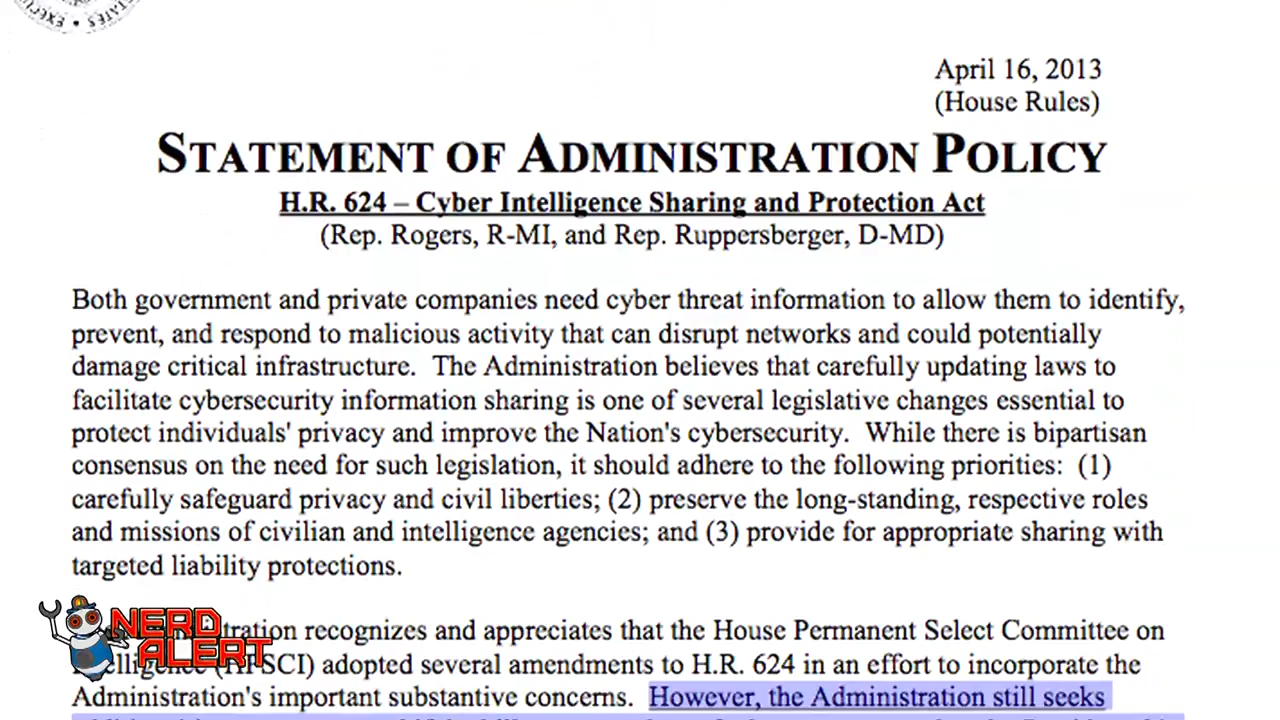 April 16, 2013
(House Rules)
STATEMENT OF ADMINISTRATION POLICY
H.R. 624 – Cyber Intelligence Sharing and Protection Act
(Rep. Rogers, R-MI, and Rep. Ruppersberger, D-MD)
Both government and private companies need cyber threat information to allow them to identify,
prevent, and respond to malicious activity that can disrupt networks and could potentially
damage critical infrastructure. The Administration believes that carefully updating laws to
facilitate cybersecurity information sharing is one of several legislative changes essential to
protect individuals' privacy and improve the Nation's cybersecurity. While there is bipartisan
consensus on the need for such legislation, it should adhere to the following priorities: (1)
carefully safeguard privacy and civil liberties; (2) preserve the long-standing, respective roles
and missions of civilian and intelligence agencies; and (3) provide for appropriate sharing with
targeted liability protections.
recognizes and appreciates that the House Permanent Select Committee on
adopted several amendments to H.R. 624 in an effort to incorporate the
Administration's important substantive concerns. However, the Administration still seeks
NERD
ALERT